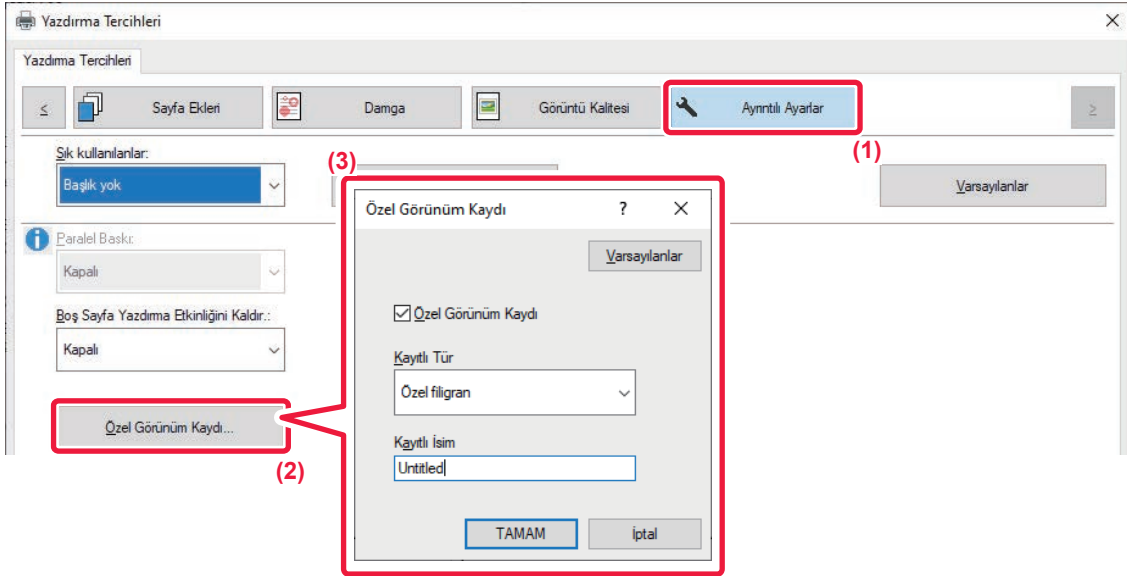 Yazdırma Tercihleri
Yazdırma Tercihleri
<
Sayfa Ekleri
Damga
Görüntü Kalitesi
Ayrıntılı Ayarlar
>
(1)
Sık kullanılanlar:
Başlık yok
(3)
Varsayılanlar
Paralel Baskı:
Kapalı
Boş Sayfa Yazdırma Etkinliğini Kaldır.:
Kapalı
Özel Görünüm Kaydı...
(2)
Özel Görünüm Kaydı
?
Varsayılanlar
Özel Görünüm Kaydı
Kayıtlı Tür
Özel filigran
Kayıtlı İsim
Untitled
TAMAM
İptal